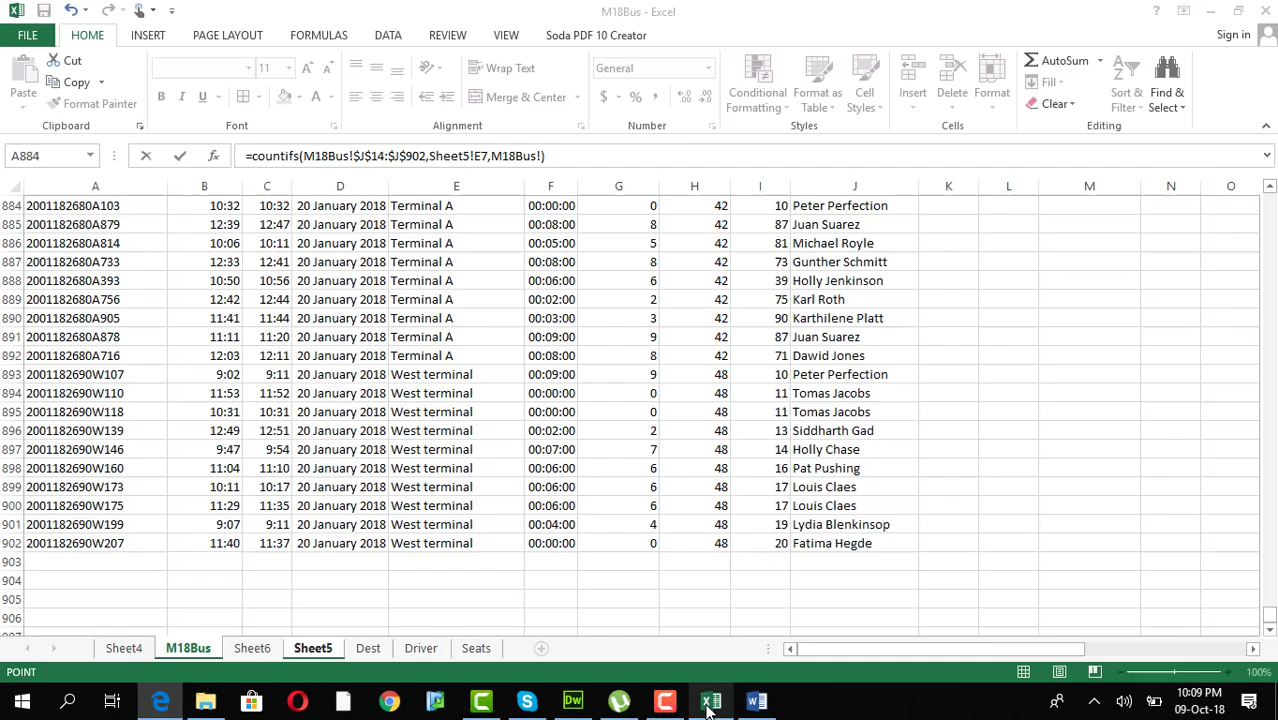 M18Bus - Excel
FILE HOME INSERT PAGE LAYOUT FORMULAS DATA REVIEW VIEW Soda PDF 10 Creator Sign in
Cut
Copy
Format Painter
Paste
Clipboard
11 A A
B I U A
Font
Wrap Text
Merge & Center
Alignment
General
$ % ,
Number
Conditional Formatting
Format as Table
Cell Styles
Styles
Insert
Delete
Format
Cells
AutoSum
Fill
Clear
Sort & Filter
Find & Select
Editing
A884 fx =countifs(M18Bus!$J$14:$J$902,Sheet5!E7,M18Bus!)
A B C D E F G H I J K L M N O
884 2001182680A103 10:32 10:32 20 January 2018 Terminal A 00:00:00 0 42 10 Peter Perfection
885 2001182680A879 12:39 12:47 20 January 2018 Terminal A 00:08:00 8 42 87 Juan Suarez
886 2001182680A814 10:06 10:11 20 January 2018 Terminal A 00:05:00 5 42 81 Michael Royle
887 2001182680A733 12:33 12:41 20 January 2018 Terminal A 00:08:00 8 42 73 Gunther Schmitt
888 2001182680A393 10:50 10:56 20 January 2018 Terminal A 00:06:00 6 42 39 Holly Jenkinson
889 2001182680A756 12:42 12:44 20 January 2018 Terminal A 00:02:00 2 42 75 Karl Roth
890 2001182680A905 11:41 11:44 20 January 2018 Terminal A 00:03:00 3 42 90 Karthilene Platt
891 2001182680A878 11:11 11:20 20 January 2018 Terminal A 00:09:00 9 42 87 Juan Suarez
892 2001182680A716 12:03 12:11 20 January 2018 Terminal A 00:08:00 8 42 71 Dawid Jones
893 2001182690W107 9:02 9:11 20 January 2018 West terminal 00:09:00 9 48 10 Peter Perfection
894 2001182690W110 11:53 11:52 20 January 2018 West terminal 00:00:00 0 48 11 Tomas Jacobs
895 2001182690W118 10:31 10:31 20 January 2018 West terminal 00:00:00 0 48 11 Tomas Jacobs
896 2001182690W139 12:49 12:51 20 January 2018 West terminal 00:02:00 2 48 13 Siddharth Gad
897 2001182690W146 9:47 9:54 20 January 2018 West terminal 00:07:00 7 48 14 Holly Chase
898 2001182690W160 11:04 11:10 20 January 2018 West terminal 00:06:00 6 48 16 Pat Pushing
899 2001182690W173 10:11 10:17 20 January 2018 West terminal 00:06:00 6 48 17 Louis Claes
900 2001182690W175 11:29 11:35 20 January 2018 West terminal 00:06:00 6 48 17 Louis Claes
901 2001182690W199 9:07 9:11 20 January 2018 West terminal 00:04:00 4 48 19 Lydia Blenkinsop
902 2001182690W207 11:40 11:37 20 January 2018 West terminal 00:00:00 0 48 20 Fatima Hegde
903
904
905
906
Sheet4 M18Bus Sheet6 Sheet5 Dest Driver Seats
POINT 100%
10:09 PM
09-Oct-18